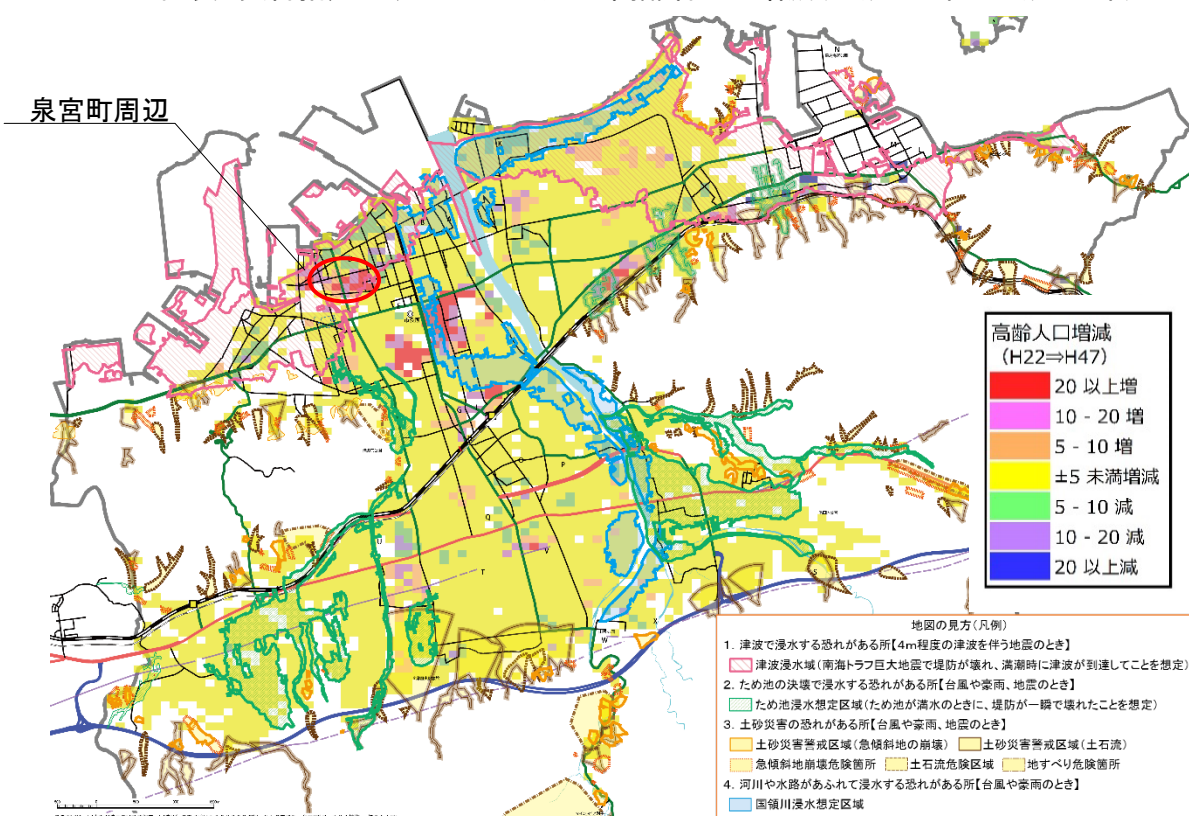 泉宮町周辺
高齢人口増減
(H22⇒H47)
20 以上増
10 - 20 増
5 - 10 増
±5 未満増減
5 - 10 減
10 - 20 減
20 以上減
地図の見方(凡例)
1. 津波で浸水する恐れがある所【4m程度の津波を伴う地震のとき】
津波浸水域(南海トラフ巨大地震で堤防が壊れ、満潮時に津波が到達してことを想定)
2. ため池の決壊で浸水する恐れがある所【台風や豪雨、地震のとき】
ため池浸水想定区域(ため池が満水のときに、堤防が一瞬で壊れたことを想定)
3. 土砂災害の恐れがある所【台風や豪雨、地震のとき】
土砂災害警戒区域(急傾斜地の崩壊) 土砂災害警戒区域(土石流)
急傾斜地崩壊危険箇所 土石流危険区域 地すべり危険箇所
4. 河川や水路があふれて浸水する恐れがある所【台風や豪雨のとき】
国領川浸水想定区域